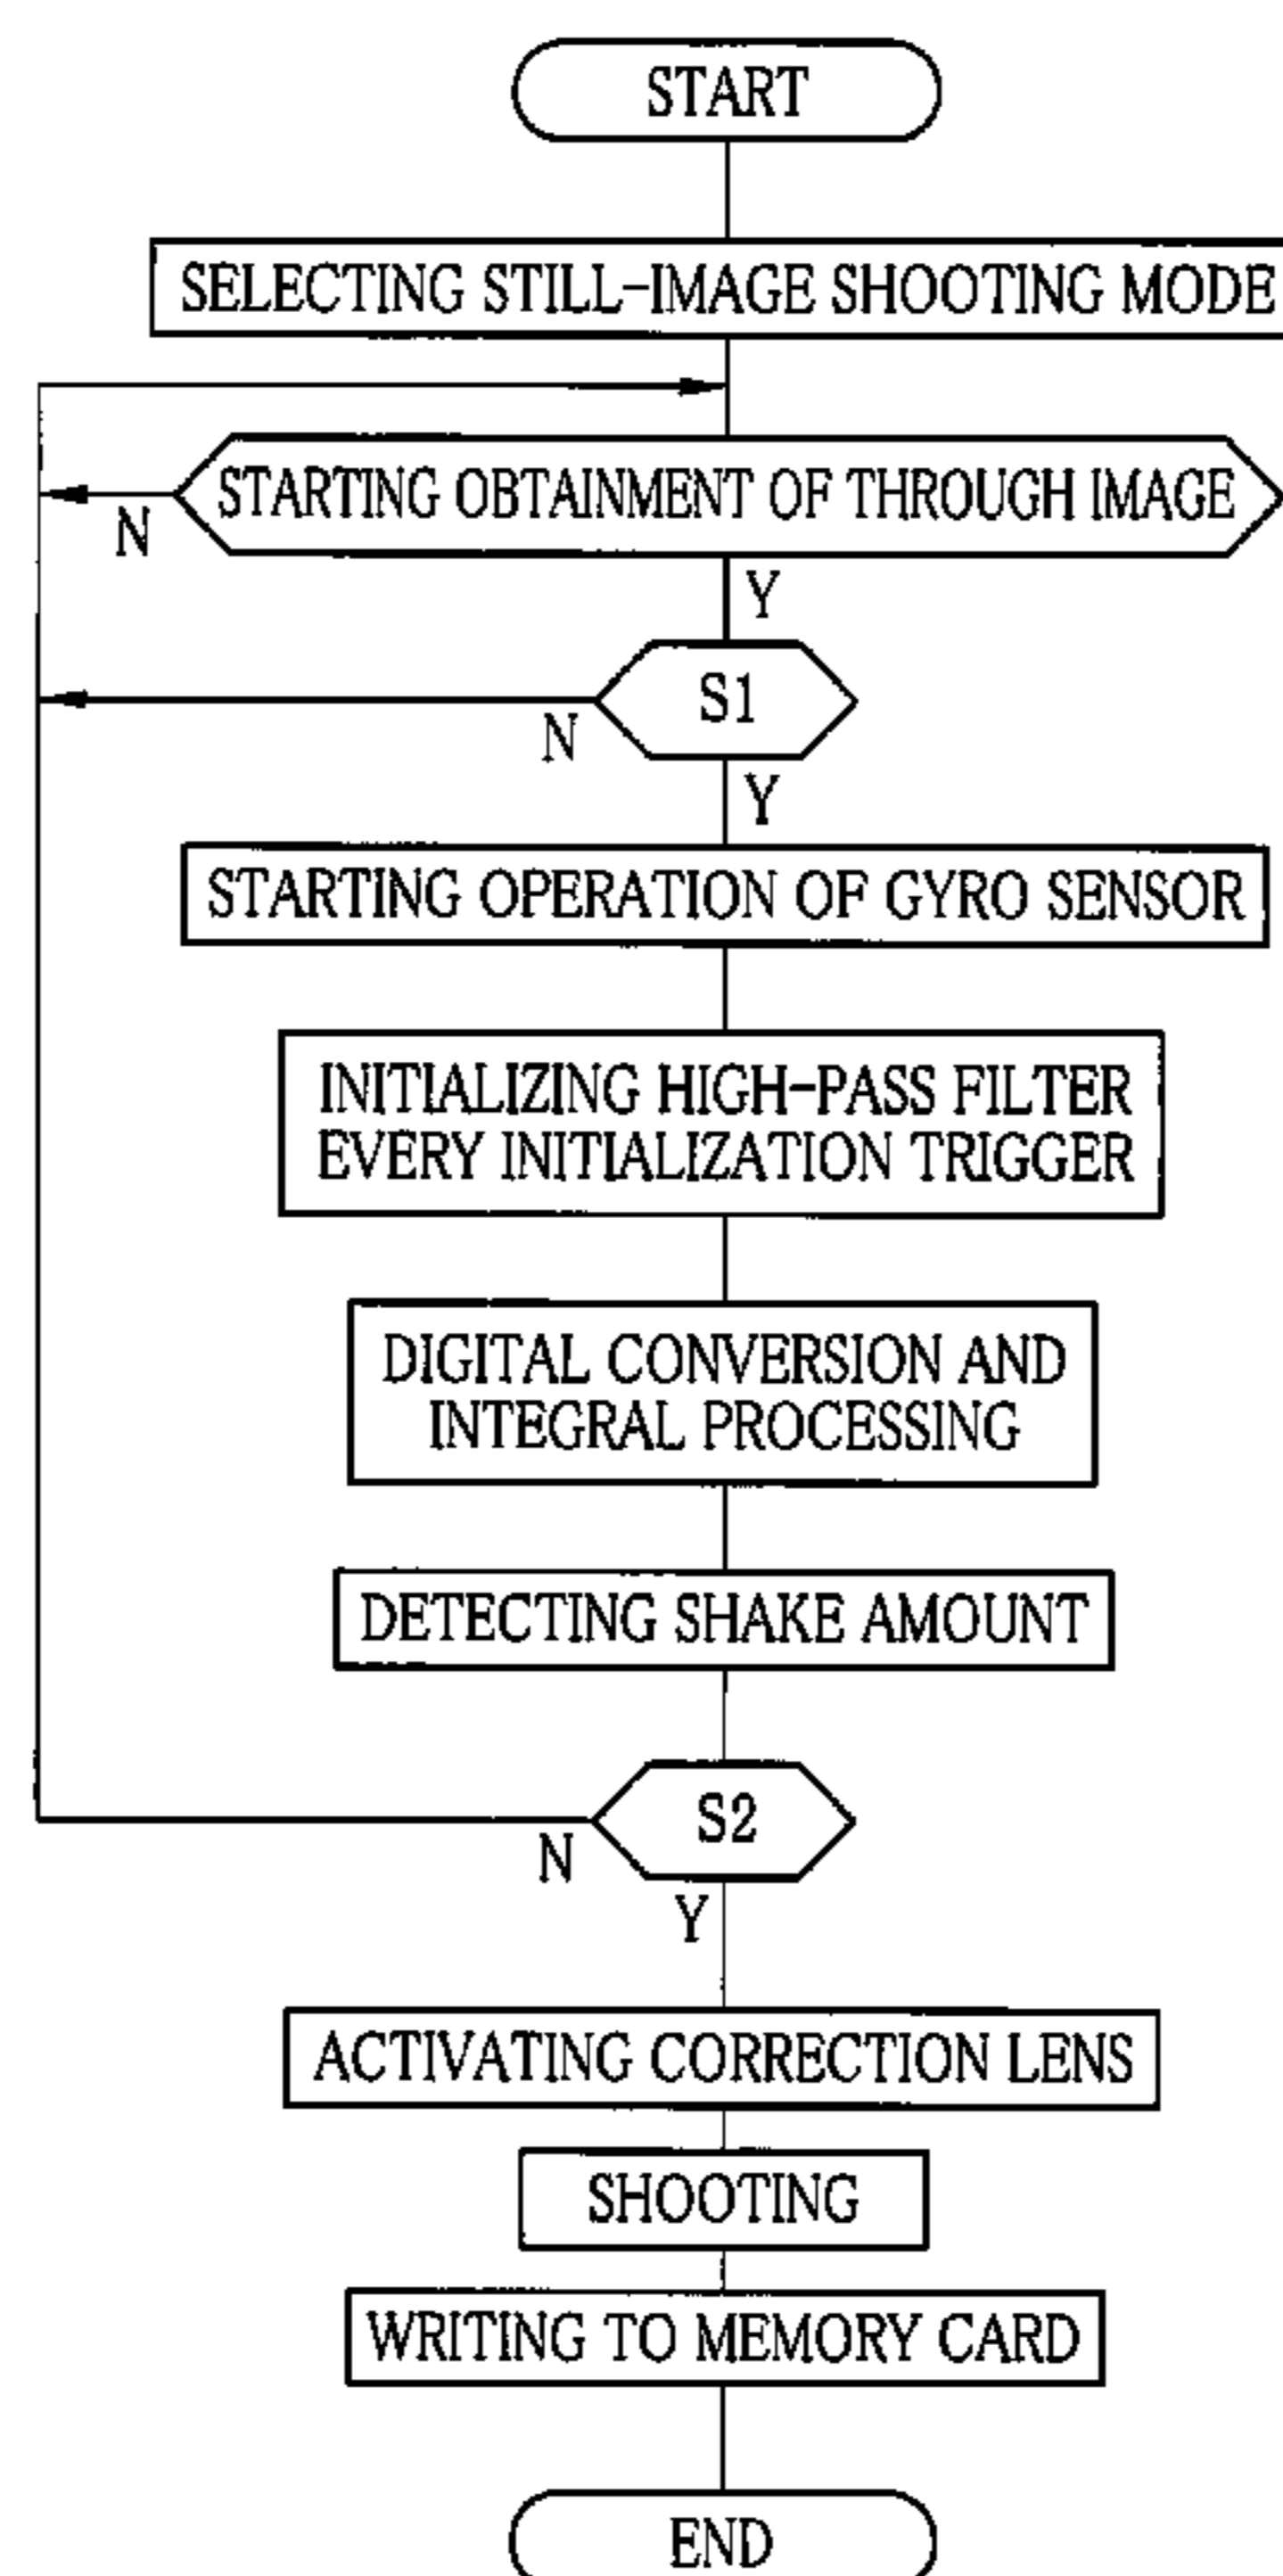 START
SELECTING STILL-IMAGE SHOOTING MODE
STARTING OBTAINMENT OF THROUGH IMAGE
N
Y
S1
N
Y
STARTING OPERATION OF GYRO SENSOR
INITIALIZING HIGH-PASS FILTER
EVERY INITIALIZATION TRIGGER
DIGITAL CONVERSION AND
INTEGRAL PROCESSING
DETECTING SHAKE AMOUNT
S2
N
Y
ACTIVATING CORRECTION LENS
SHOOTING
WRITING TO MEMORY CARD
END